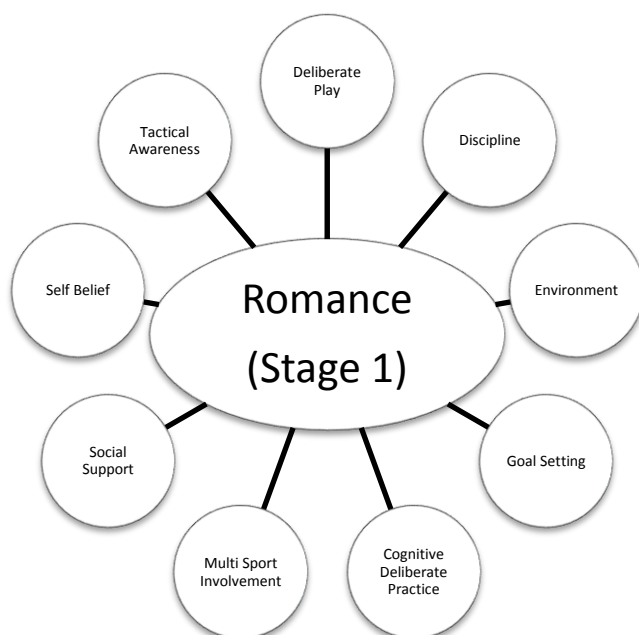 Deliberate
Play
Tactical
Awareness
Discipline
Self Belief
Environment
Romance
(Stage 1)
Social
Support
Goal Setting
Multi Sport
Involvement
Cognitive
Deliberate
Practice